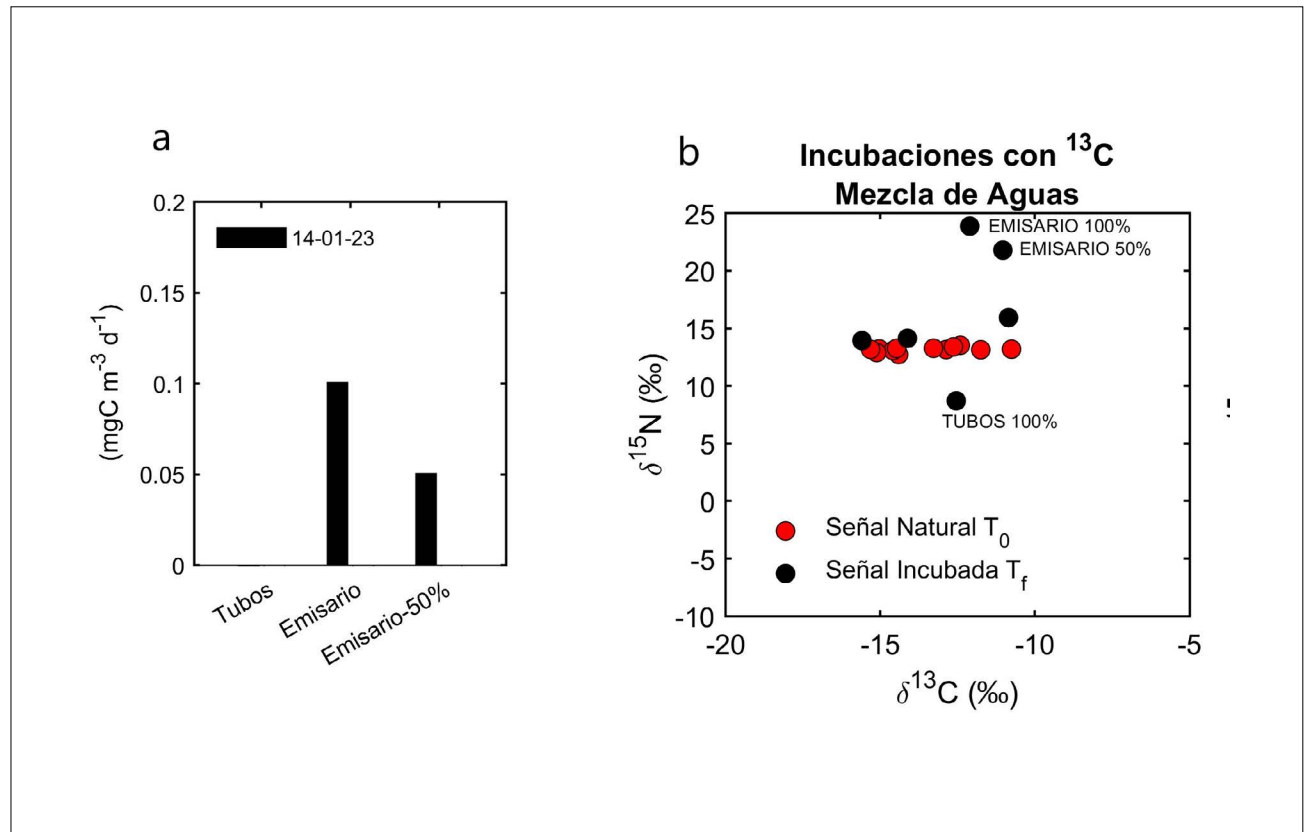 a
0.2
14-01-23
0.15
0.1
0.05
0
(mgC m⁻³ d⁻¹)
Tubos
Emisario
Emisario-50%
b
Incubaciones con ¹³C
Mezcla de Aguas
25
20
15
10
5
0
-5
-10
EMISARIO 100%
EMISARIO 50%
TUBOS 100%
Señal Natural T₀
Señal Incubada T_f
δ¹⁵N (‰)
-20
-15
-10
-5
δ¹³C (‰)